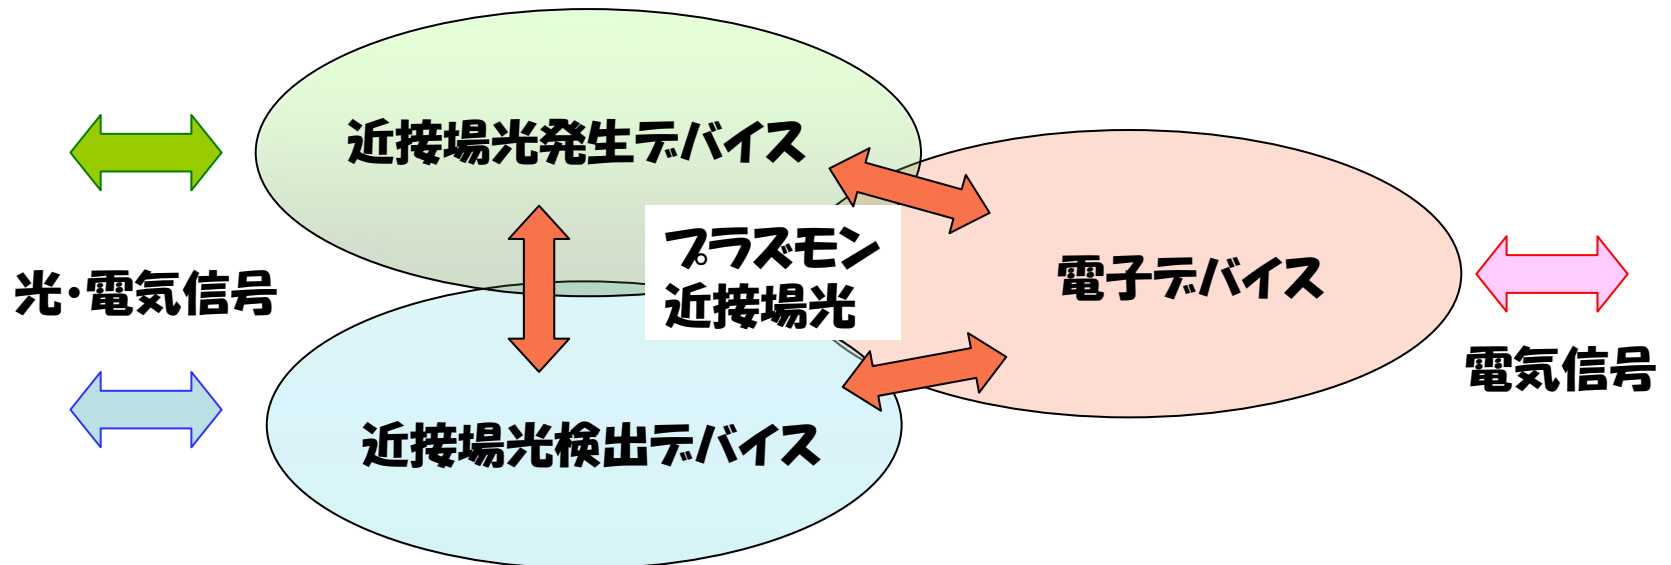 近接場光発生デバイス
プラズモン
近接場光
電子デバイス
光・電気信号
電気信号
近接場光検出デバイス